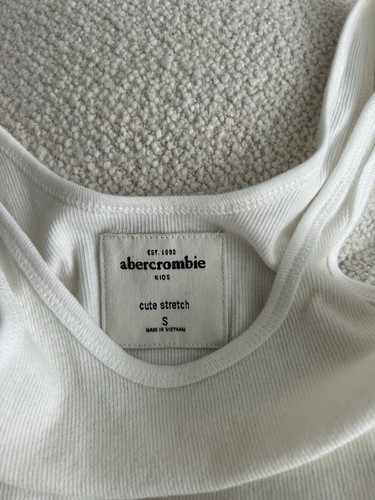 EST. 1892
abercrombie
KIDS
cute stretch
S
MADE IN VIETNAM